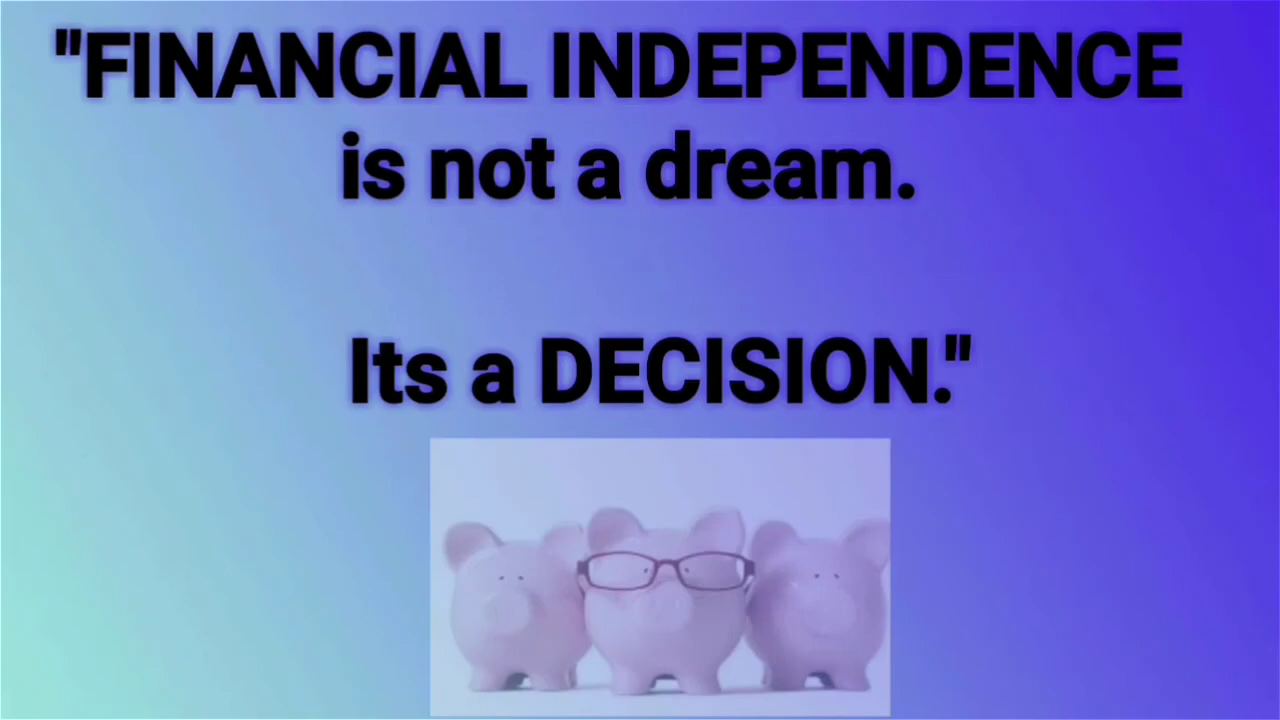 "FINANCIAL INDEPENDENCE
is not a dream.
Its a DECISION."